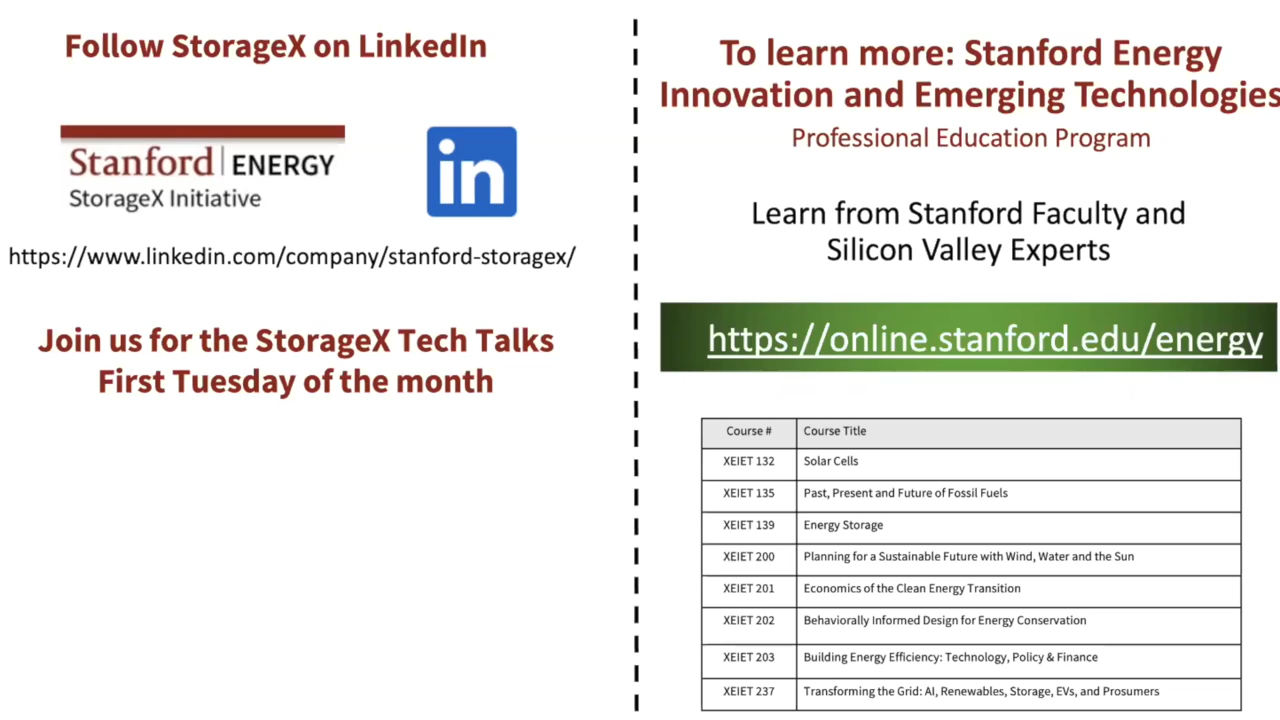 Follow StorageX on LinkedIn
Stanford | ENERGY
StorageX Initiative
in
https://www.linkedin.com/company/stanford-storagex/
Join us for the StorageX Tech Talks
First Tuesday of the month
To learn more: Stanford Energy
Innovation and Emerging Technologies
Professional Education Program
Learn from Stanford Faculty and
Silicon Valley Experts
https://online.stanford.edu/energy
Course # Course Title
XEIET 132 Solar Cells
XEIET 135 Past, Present and Future of Fossil Fuels
XEIET 139 Energy Storage
XEIET 200 Planning for a Sustainable Future with Wind, Water and the Sun
XEIET 201 Economics of the Clean Energy Transition
XEIET 202 Behaviorally Informed Design for Energy Conservation
XEIET 203 Building Energy Efficiency: Technology, Policy & Finance
XEIET 237 Transforming the Grid: AI, Renewables, Storage, EVs, and Prosumers